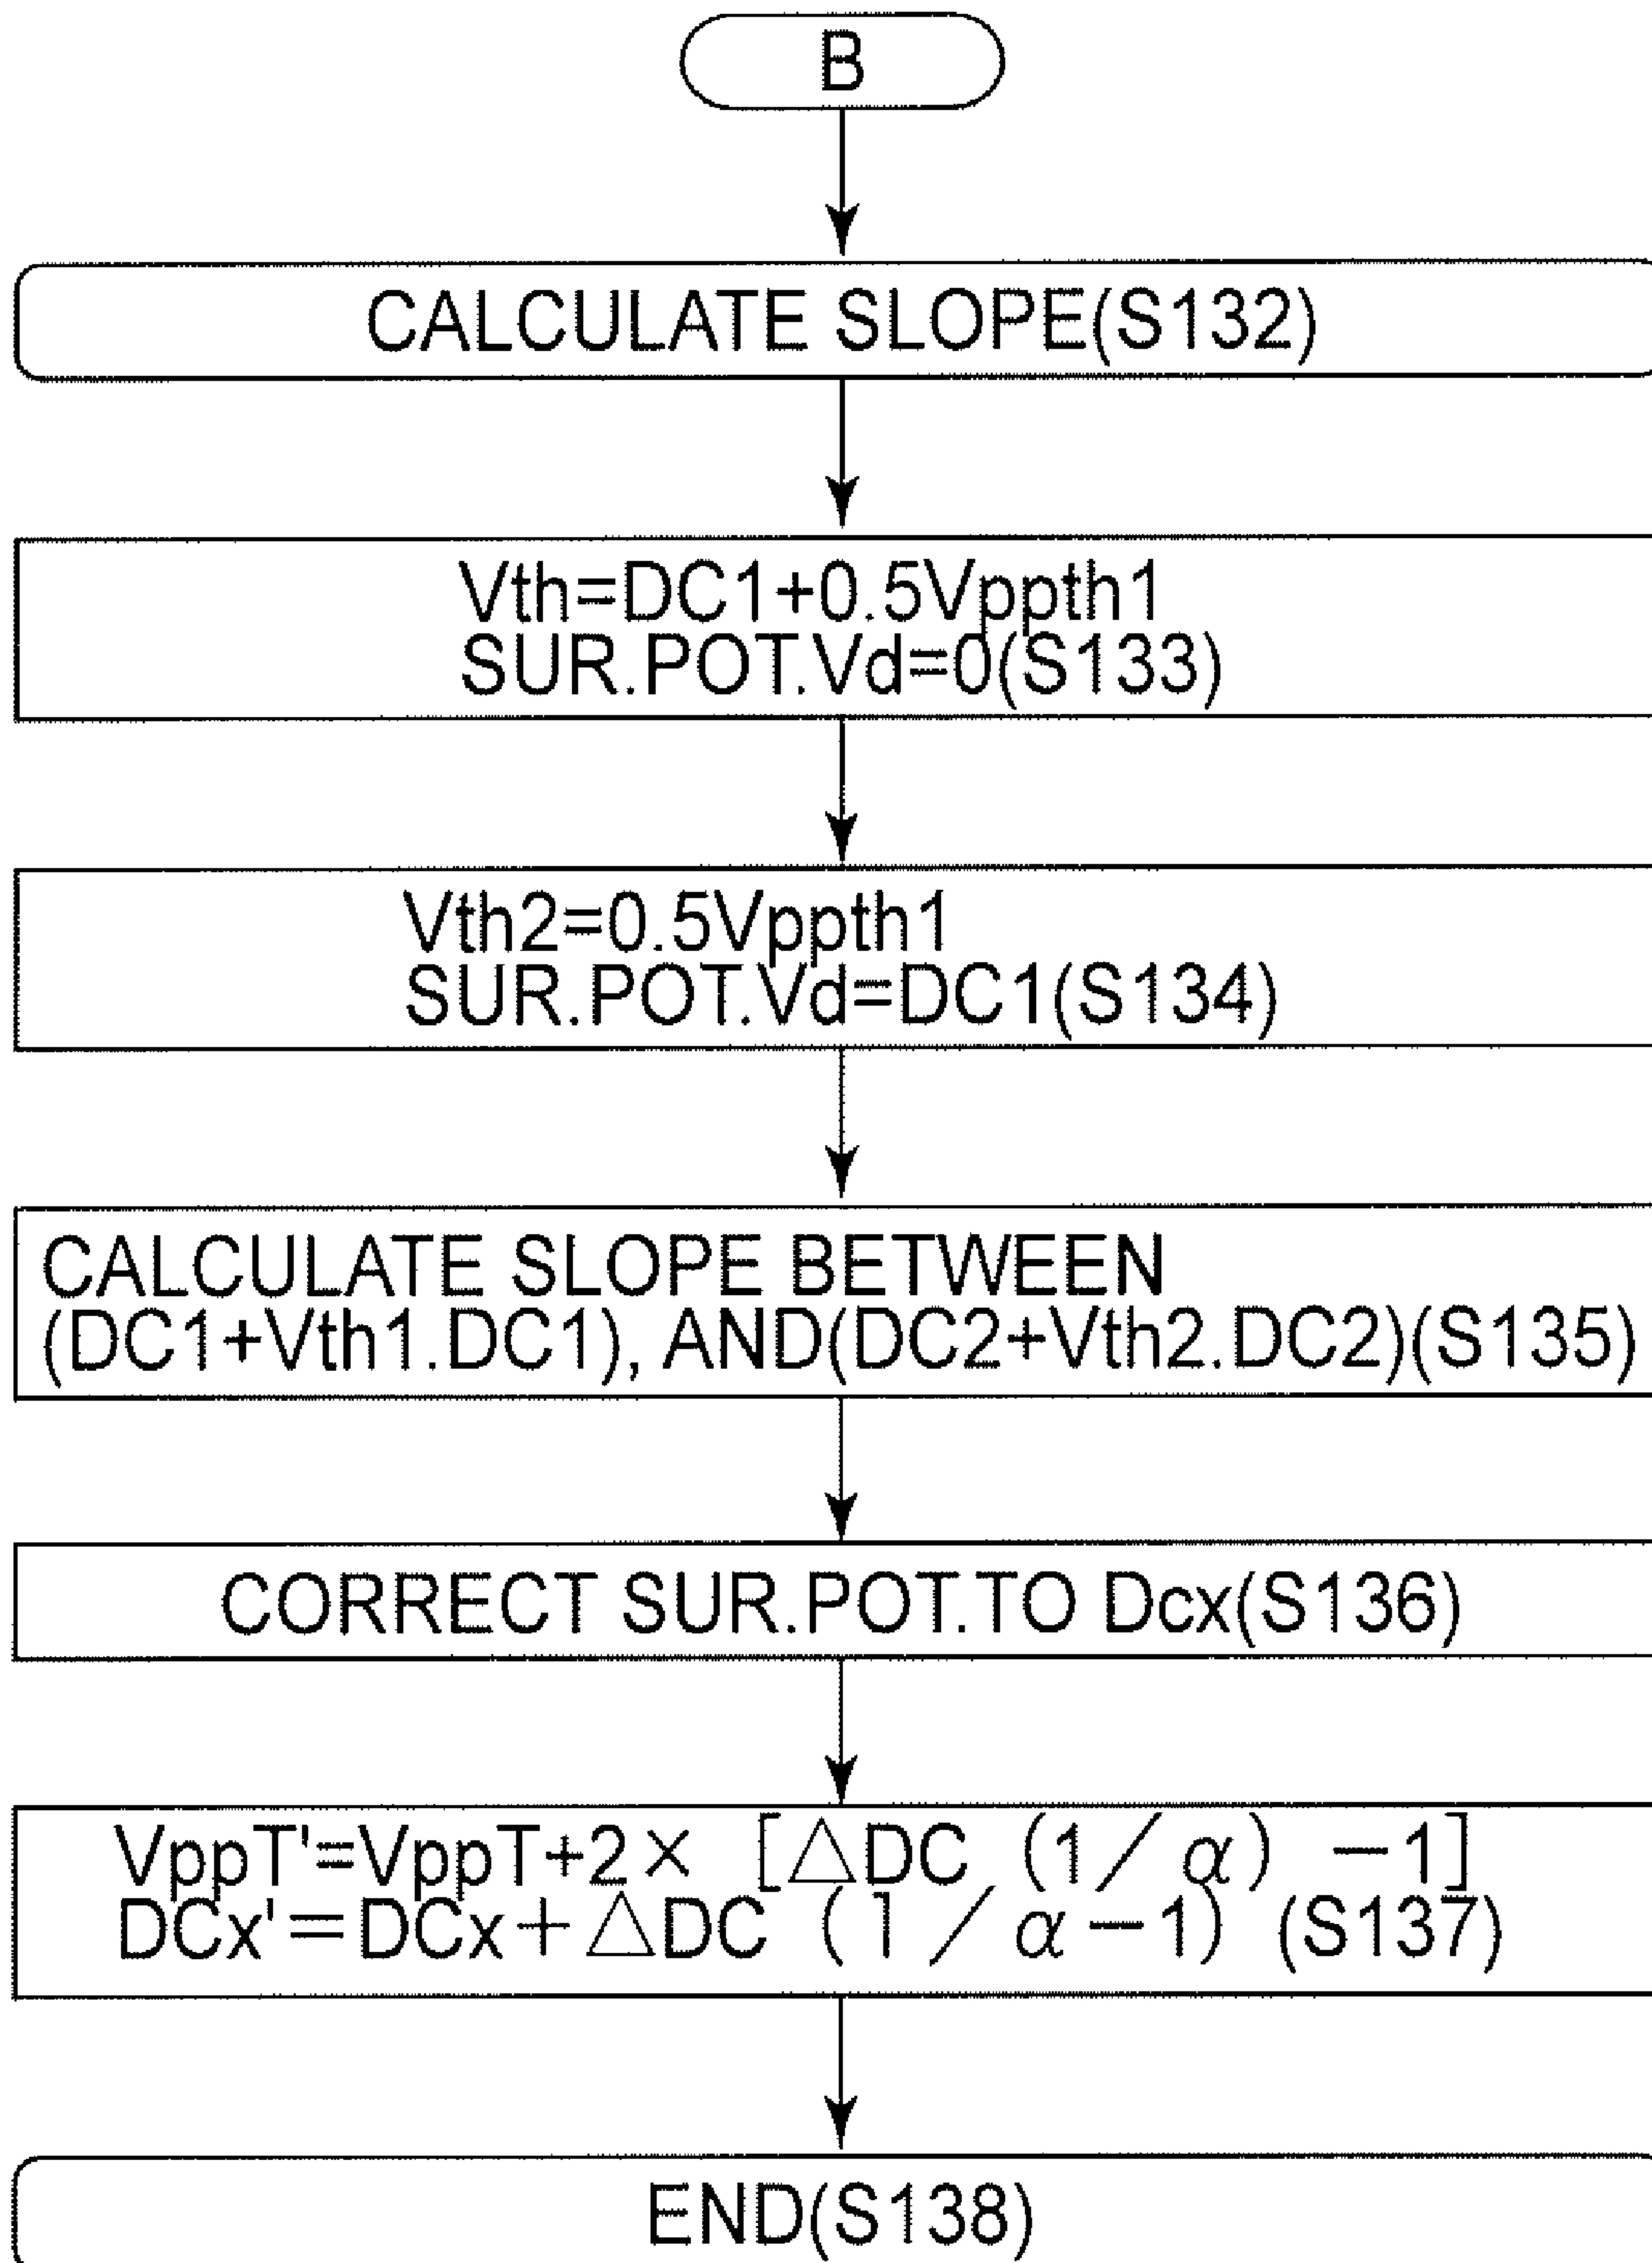 B
CALCULATE SLOPE(S132)
Vth=DC1+0.5Vppth1
SUR.POT.Vd=0(S133)
Vth2=0.5Vppth1
SUR.POT.Vd=DC1(S134)
CALCULATE SLOPE BETWEEN
(DC1+Vth1.DC1), AND(DC2+Vth2.DC2)(S135)
CORRECT SUR.POT.TO Dcx(S136)
VppT'=VppT+2× [△DC (1/α) −1]
DCx'=DCx+△DC (1/α−1) (S137)
END(S138)